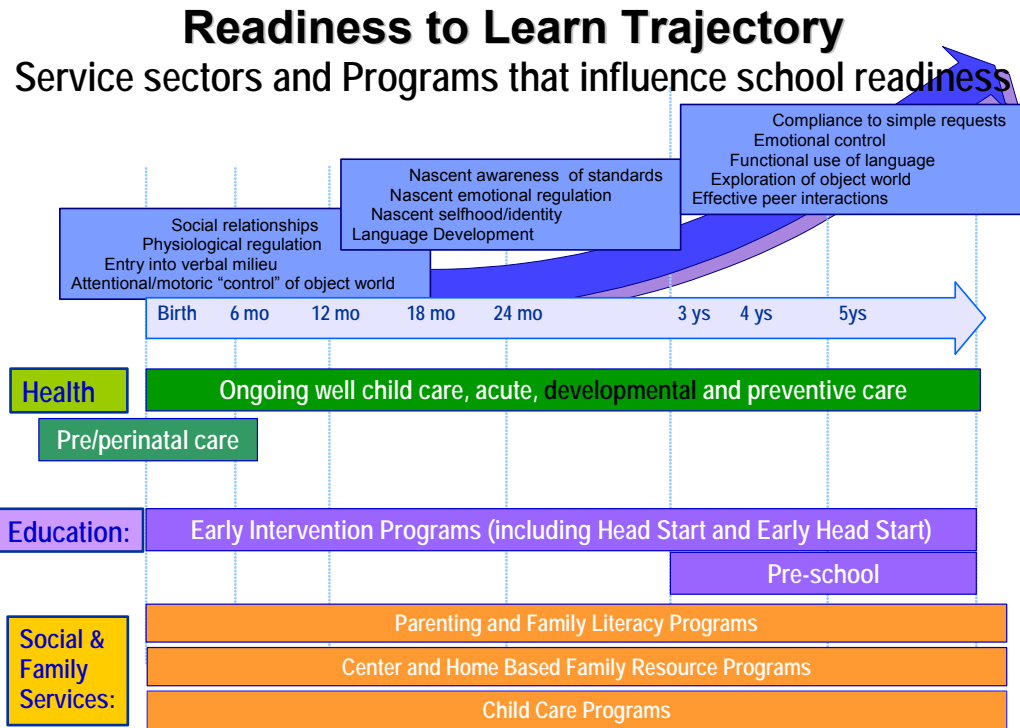 Readiness to Learn Trajectory
Service sectors and Programs that influence school readiness
Compliance to simple requests
Emotional control
Functional use of language
Exploration of object world
Effective peer interactions
Nascent awareness of standards
Nascent emotional regulation
Nascent selfhood/identity
Language Development
Social relationships
Physiological regulation
Entry into verbal milieu
Attentional/motoric “control” of object world
Birth 6 mo 12 mo 18 mo 24 mo 3 ys 4 ys 5ys
Health
Ongoing well child care, acute, developmental and preventive care
Pre/perinatal care
Education:
Early Intervention Programs (including Head Start and Early Head Start)
Pre-school
Social &
Family
Services:
Parenting and Family Literacy Programs
Center and Home Based Family Resource Programs
Child Care Programs